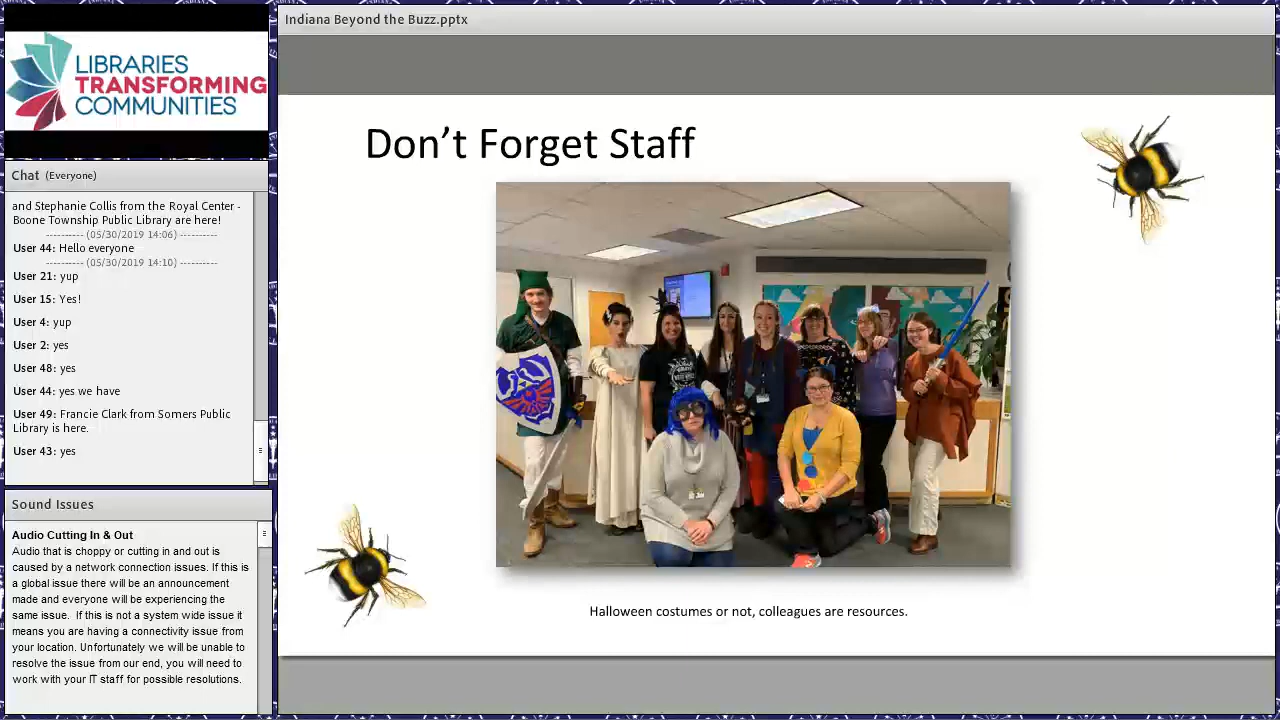 Indiana Beyond the Buzz.pptx
LIBRARIES
TRANSFORMING
COMMUNITIES
Chat (Everyone)
and Stephanie Collis from the Royal Center -
Boone Township Public Library are here!
---------- (05/30/2019 14:06) ----------
User 44: Hello everyone
---------- (05/30/2019 14:10) ----------
User 21: yup
User 15: Yes!
User 4: yup
User 2: yes
User 48: yes
User 44: yes we have
User 49: Francie Clark from Somers Public
Library is here.
User 43: yes
Sound Issues
Audio Cutting In & Out
Audio that is choppy or cutting in and out is
caused by a network connection issues. If this is
a global issue there will be an announcement
made and everyone will be experiencing the
same issue.  If this is not a system wide issue it
means you are having a connectivity issue from
your location. Unfortunately we will be unable to
resolve the issue from our end, you will need to
work with your IT staff for possible resolutions.
Don't Forget Staff
Halloween costumes or not, colleagues are resources.